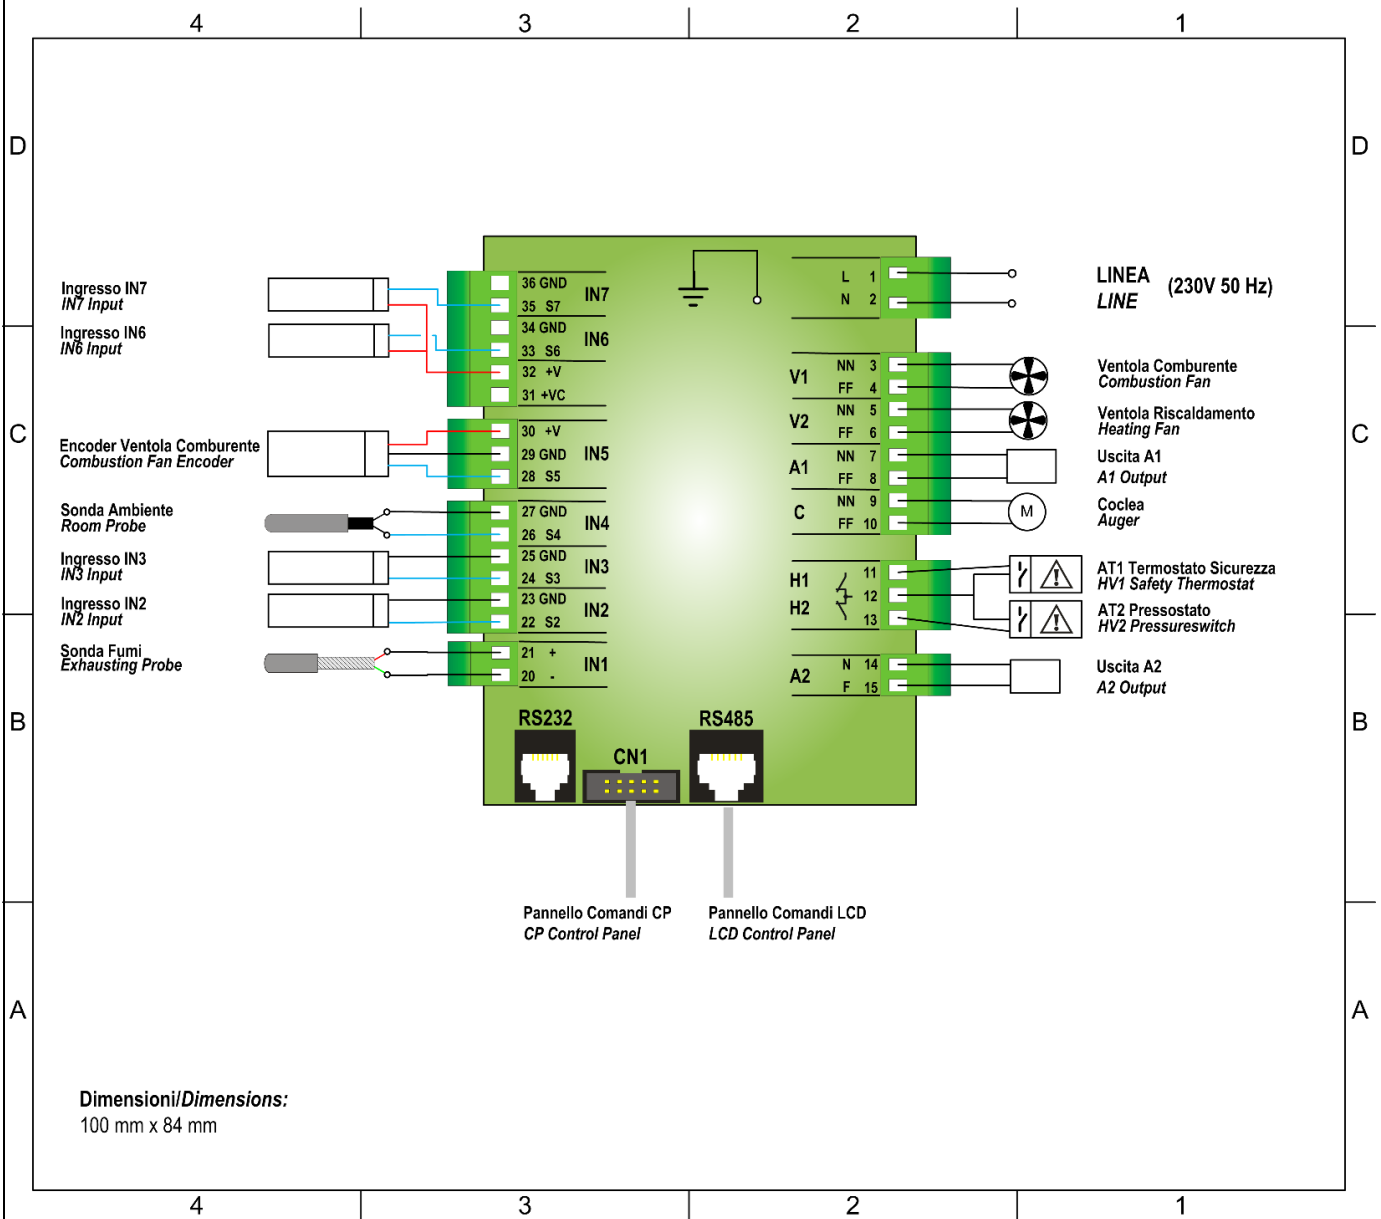 4 3 2 1
D D
Ingresso IN7
IN7 Input
Ingresso IN6
IN6 Input
36 GND
35 S7
IN7
34 GND
33 S6
IN6
32 +V
31 +VC
L 1
N 2
LINEA
LINE
(230V 50 Hz)
C C
Encoder Ventola Comburente
Combustion Fan Encoder
30 +V
29 GND
28 S5
IN5
V1
NN 3
FF 4
Ventola Comburente
Combustion Fan
V2
NN 5
FF 6
Ventola Riscaldamento
Heating Fan
A1
NN 7
FF 8
Uscita A1
A1 Output
C
NN 9
FF 10
M
Coclea
Auger
Sonda Ambiente
Room Probe
27 GND
26 S4
IN4
Ingresso IN3
IN3 Input
25 GND
24 S3
IN3
Ingresso IN2
IN2 Input
23 GND
22 S2
IN2
H1
H2
11
12
13
AT1 Termostato Sicurezza
HV1 Safety Thermostat
AT2 Pressostato
HV2 Pressureswitch
Sonda Fumi
Exhausting Probe
21 +
20 -
IN1
A2
N 14
F 15
Uscita A2
A2 Output
B B
RS232
CN1
RS485
Pannello Comandi CP
CP Control Panel
Pannello Comandi LCD
LCD Control Panel
A A
Dimensioni/Dimensions:
100 mm x 84 mm
4 3 2 1